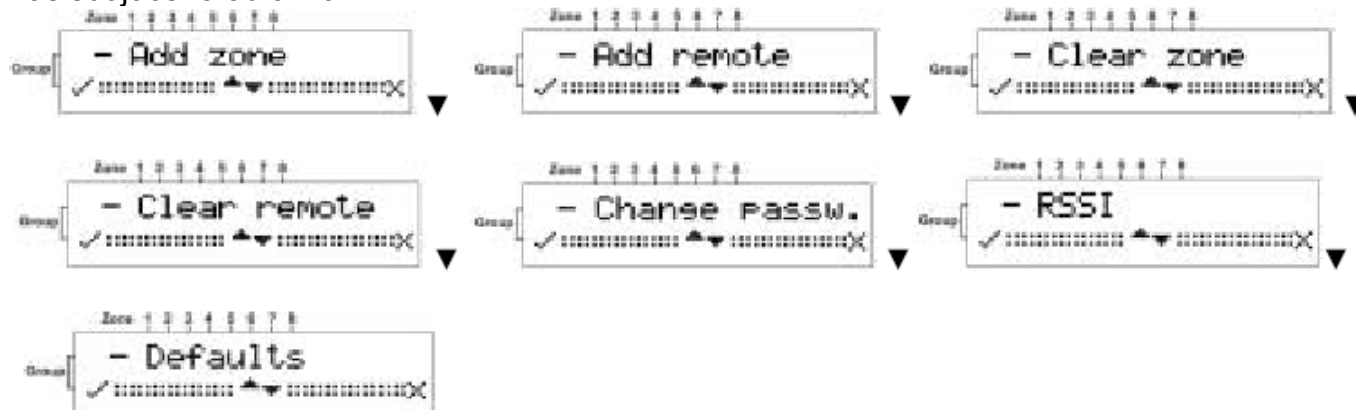 Zone 1 2 3 4 5 6 7 8
Group
- Add zone
Zone 1 2 3 4 5 6 7 8
Group
- Add remote
Zone 1 2 3 4 5 6 7 8
Group
- Clear zone
Zone 1 2 3 4 5 6 7 8
Group
- Clear remote
Zone 1 2 3 4 5 6 7 8
Group
- Change passw.
Zone 1 2 3 4 5 6 7 8
Group
- RSSI
Zone 1 2 3 4 5 6 7 8
Group
- Defaults